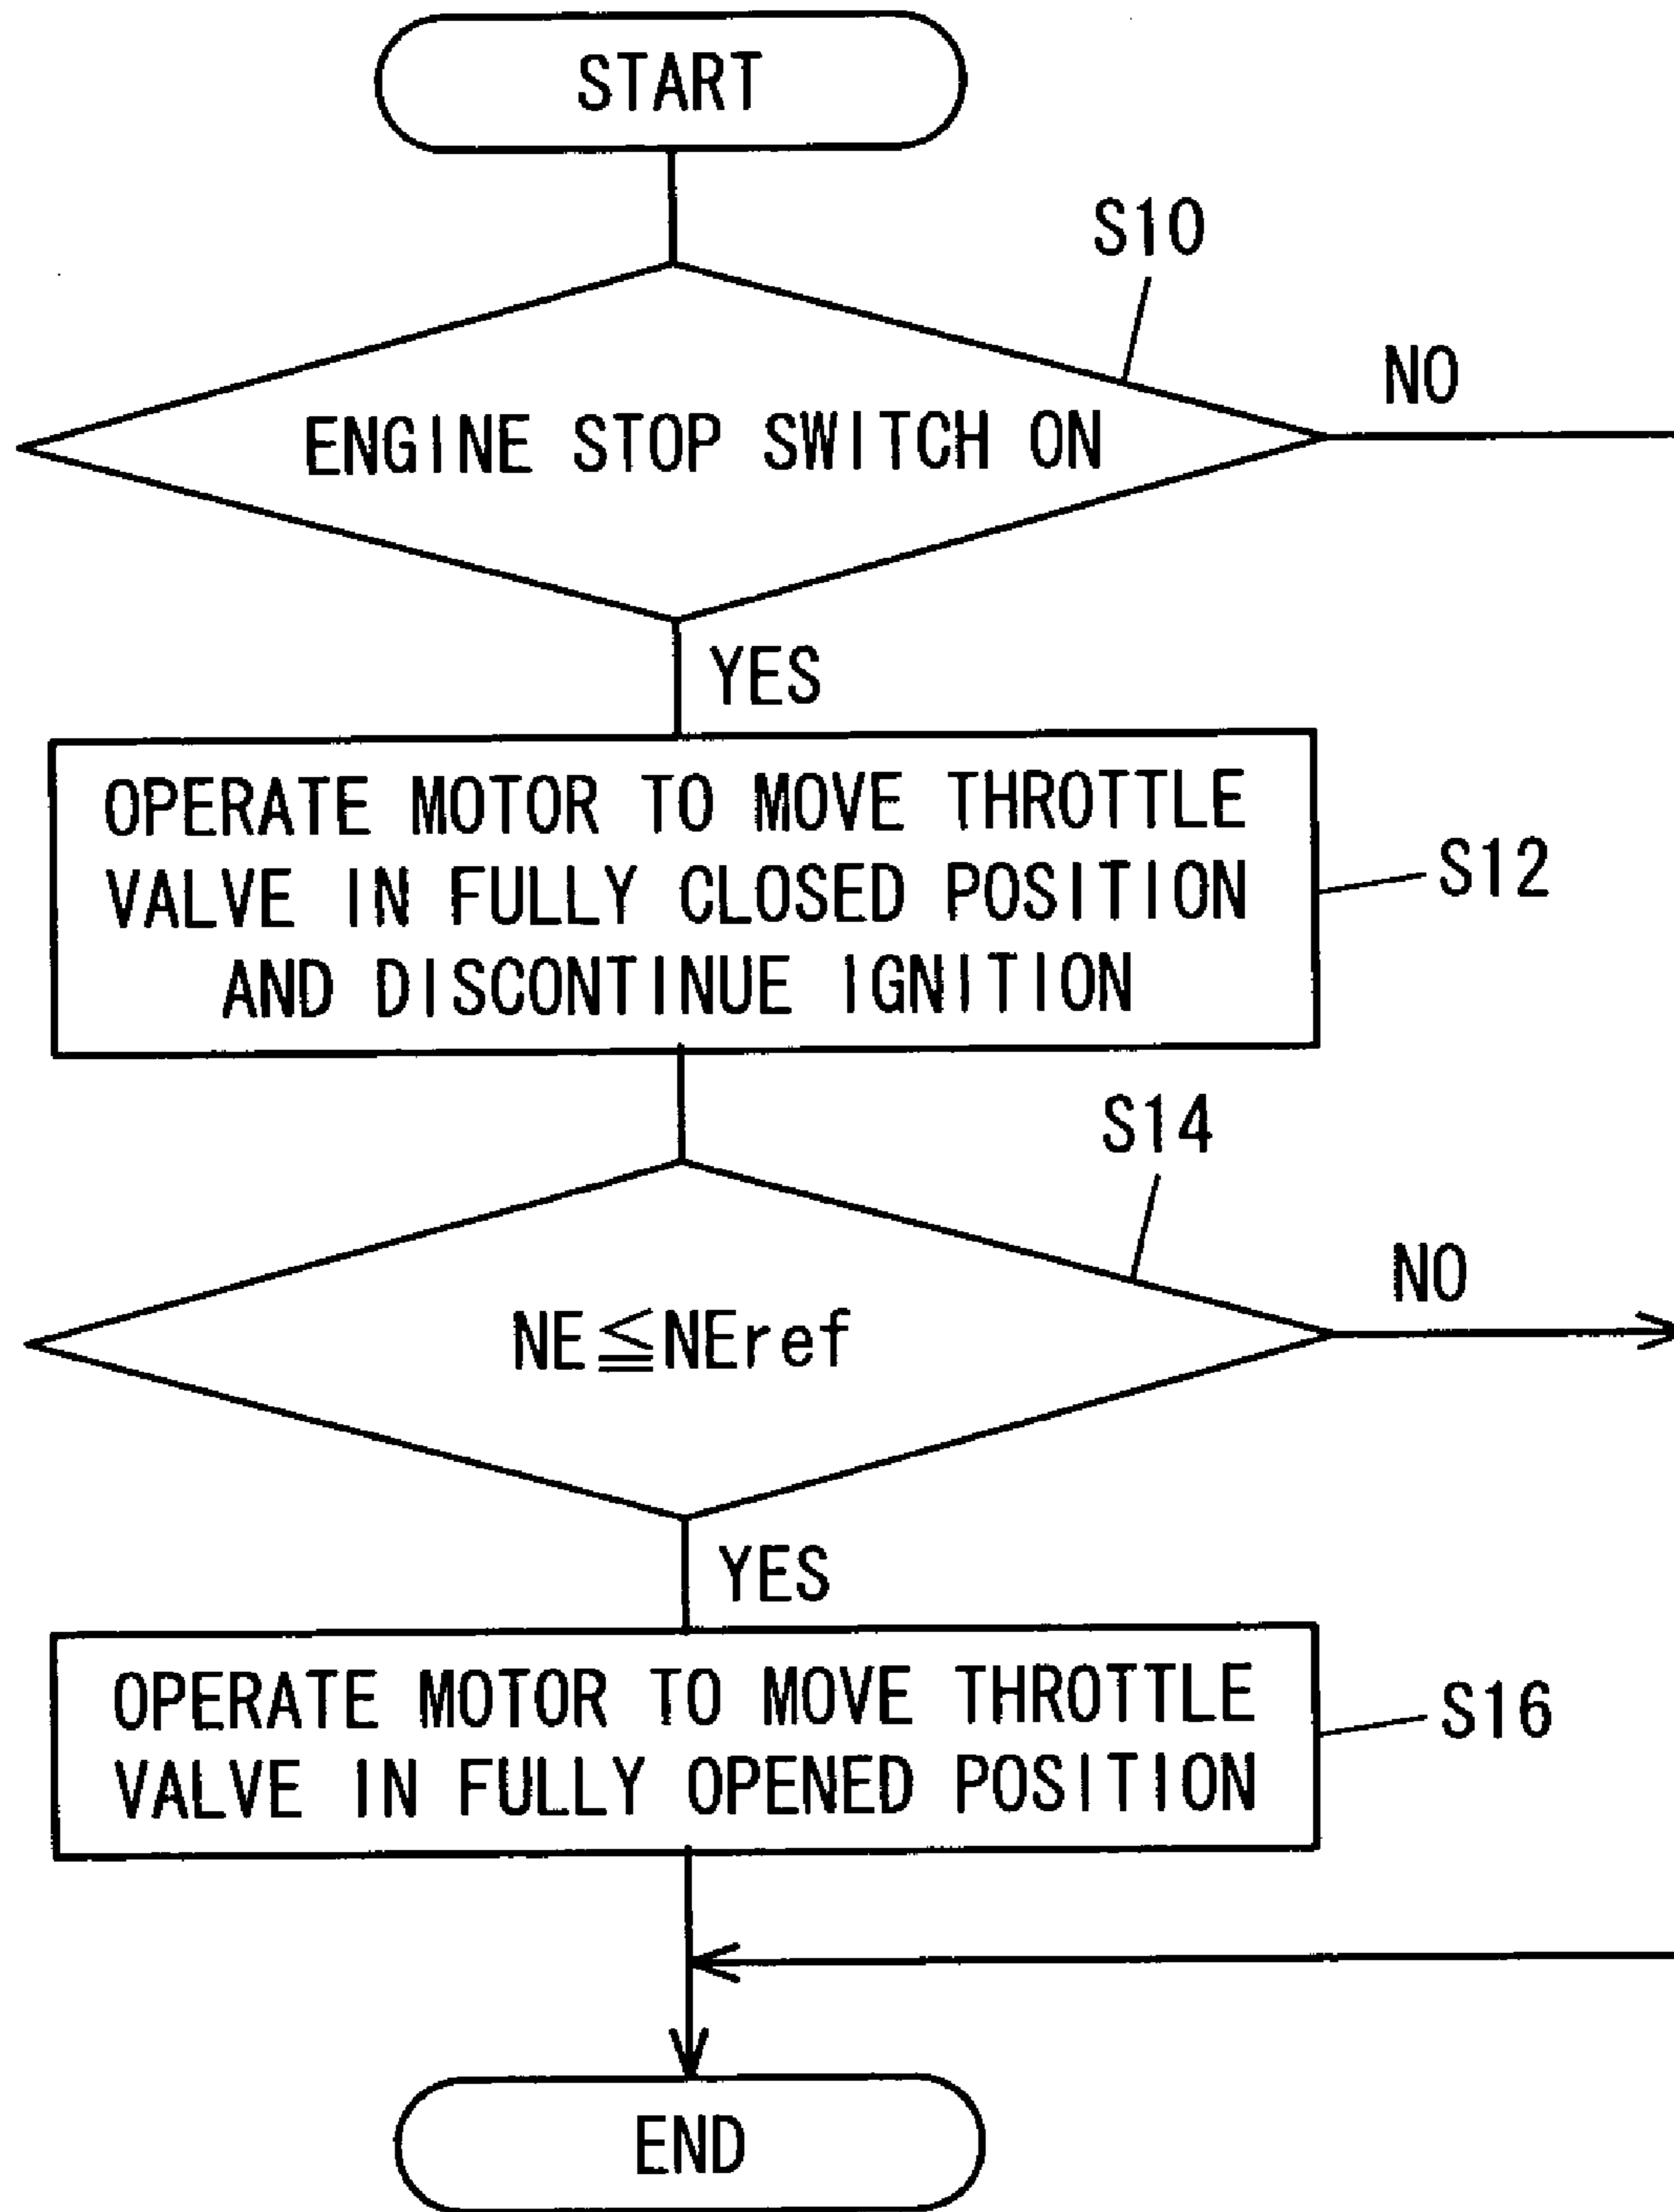 START
S10
ENGINE STOP SWITCH ON
NO
YES
OPERATE MOTOR TO MOVE THROTTLE
VALVE IN FULLY CLOSED POSITION
AND DISCONTINUE IGNITION
S12
S14
NE≦NEref
NO
YES
OPERATE MOTOR TO MOVE THROTTLE
VALVE IN FULLY OPENED POSITION
S16
END